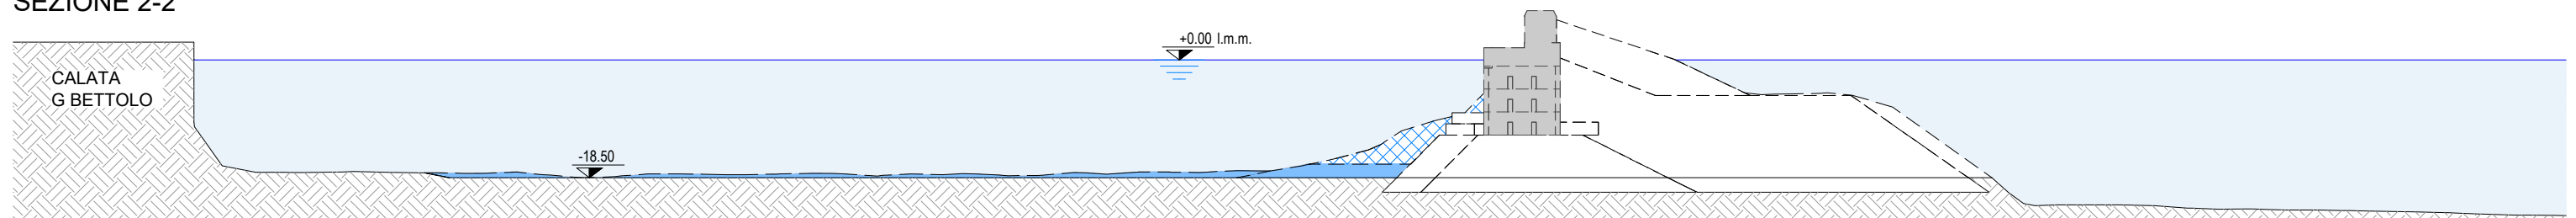 SEZIONE 2-2
+0.00 l.m.m.
CALATA
G BETTOLO
-18.50